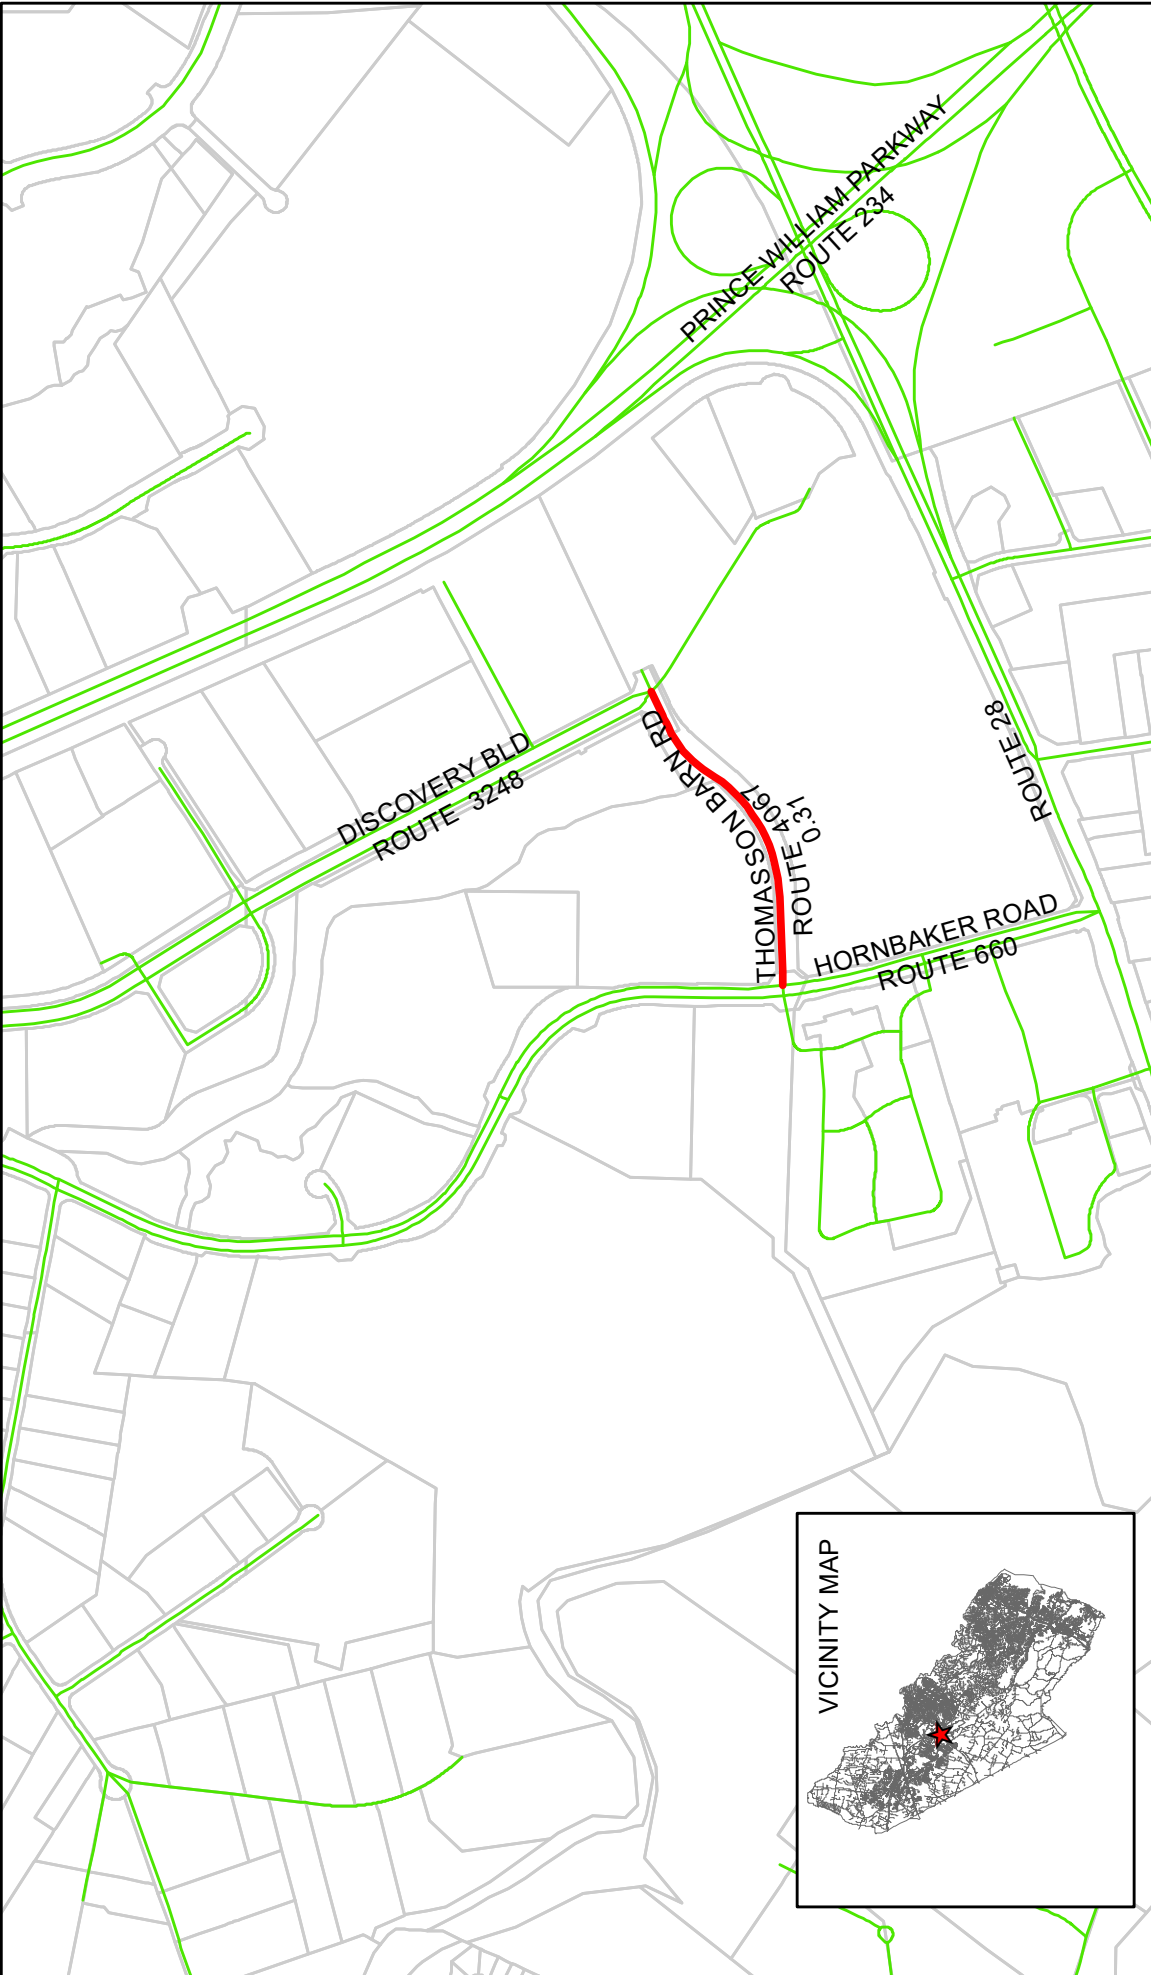 PRINCE WILLIAM PARKWAY
ROUTE 234
DISCOVERY BLD
ROUTE 3248
THOMASSON BARN RD
ROUTE 4067
0.31
ROUTE 28
HORNBAKER ROAD
ROUTE 660
VICINITY MAP